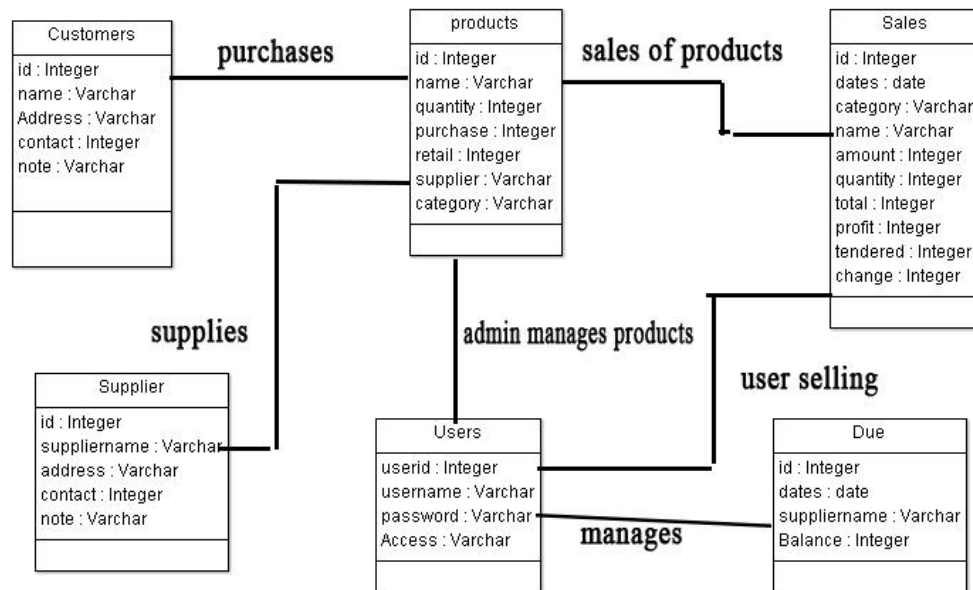 Customers
id : Integer
name : Varchar
Address : Varchar
contact : Integer
note : Varchar
purchases
products
id : Integer
name : Varchar
quantity : Integer
purchase : Integer
retail : Integer
supplier : Varchar
category : Varchar
sales of products
Sales
id : Integer
dates : date
category : Varchar
name : Varchar
amount : Integer
quantity : Integer
total : Integer
profit : Integer
tendered : Integer
change : Integer
supplies
admin manages products
user selling
Supplier
id : Integer
suppliername : Varchar
address : Varchar
contact : Integer
note : Varchar
Users
userid : Integer
username : Varchar
password : Varchar
Access : Varchar
manages
Due
id : Integer
dates : date
suppliername : Varchar
Balance : Integer